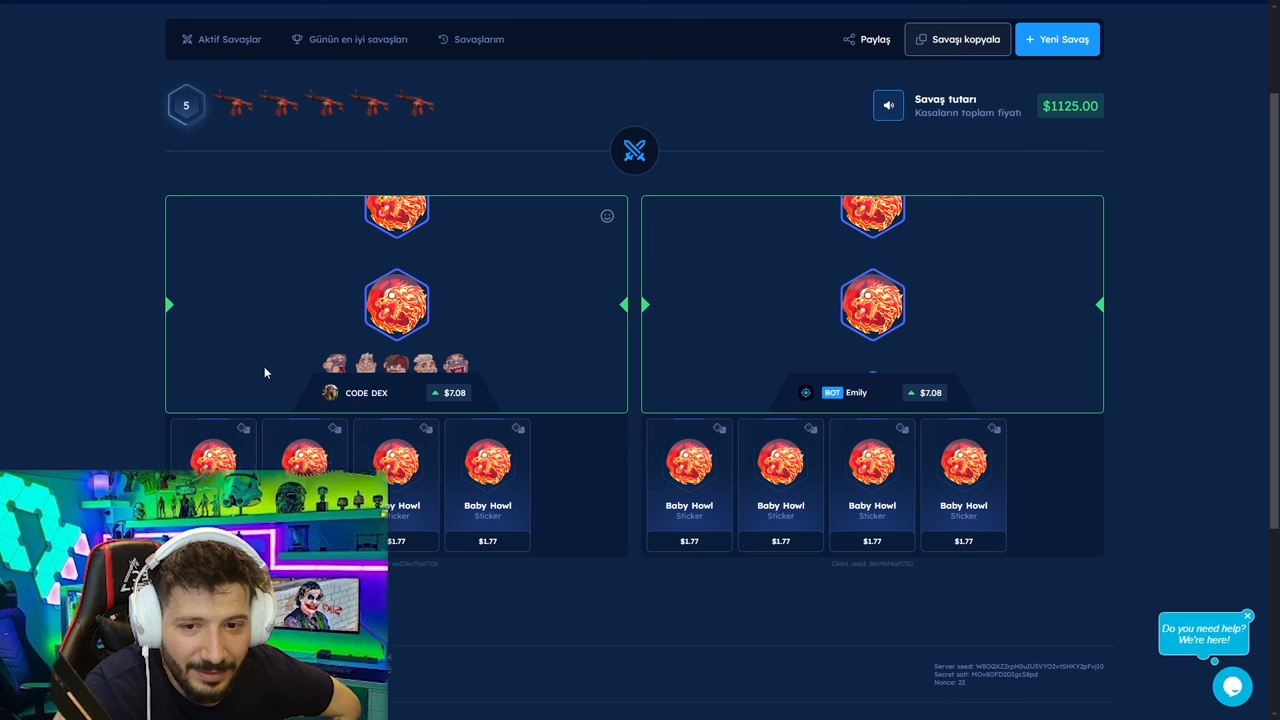 Aktif Savaşlar
Günün en iyi savaşları
Savaşlarım
Paylaş
Savaşı kopyala
+ Yeni Savaş
5
Savaş tutarı
Kasaların toplam fiyatı
$1125.00
CODE DEX
$7.08
BOT Emily
$7.08
Baby Howl
Sticker
$1.77
$1.77
Baby Howl
Sticker
$1.77
Baby Howl
Sticker
$1.77
Baby Howl
Sticker
$1.77
Baby Howl
Sticker
$1.77
Do you need help?
We're here!
Nonce: 22